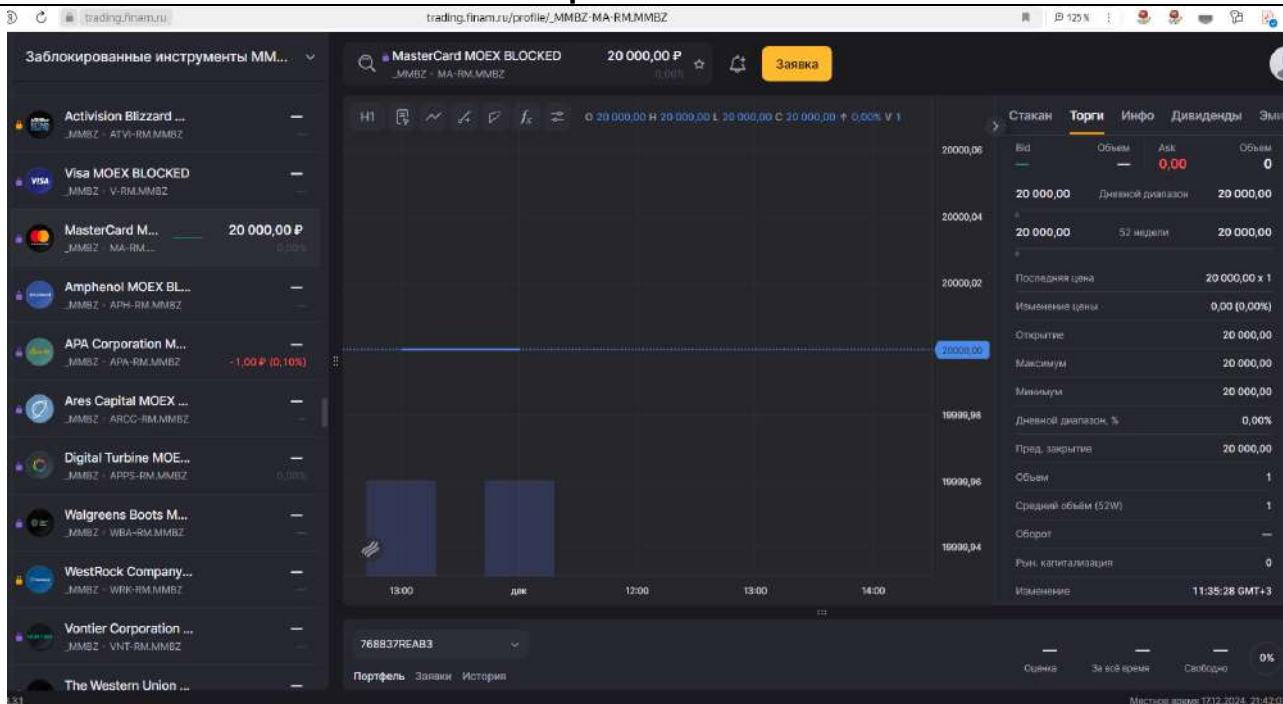 trading.finam.ru
trading.finam.ru/profile/_MMBZ-MA-RM.MMBZ
125 %
Заблокированные инструменты ММ...
Activision Blizzard ...
_MMBZ - ATVI-RM.MMBZ
—
VISA
Visa MOEX BLOCKED
_MMBZ - V-RM.MMBZ
—
MasterCard M...
_MMBZ - MA-RM....
20 000,00 ₽
0,00%
Amphenol MOEX BL...
_MMBZ - APH-RM.MMBZ
—
APA Corporation M...
_MMBZ - APA-RM.MMBZ
—
-1,00 ₽ (0,10%)
Ares Capital MOEX ...
_MMBZ - ARCC-RM.MMBZ
—
Digital Turbine MOE...
_MMBZ - APPS-RM.MMBZ
—
0,00%
Walgreens Boots M...
_MMBZ - WBA-RM.MMBZ
—
WestRock Company...
_MMBZ - WRK-RM.MMBZ
—
Vontier Corporation ...
_MMBZ - VNT-RM.MMBZ
—
The Western Union ...
—
MasterCard MOEX BLOCKED
_MMBZ - MA-RM.MMBZ
20 000,00 ₽
0,00%
Заявка
H1
O 20 000,00 H 20 000,00 L 20 000,00 C 20 000,00 ↑ 0,00% V 1
20000,06
20000,04
20000,02
20000,00
19999,98
19999,96
19999,94
13:00 дек 12:00 13:00 14:00
768837REAB3
Портфель Заявки История
— — —
Оценка За всё время Свободно
0%
Стакан Торги Инфо Дивиденды Эми
Bid Объем Ask Объем
— — 0,00 0
20 000,00 Дневной диапазон 20 000,00
20 000,00 52 недели 20 000,00
Последняя цена 20 000,00 x 1
Изменение цены 0,00 (0,00%)
Открытие 20 000,00
Максимум 20 000,00
Минимум 20 000,00
Дневной диапазон, % 0,00%
Пред. закрытие 20 000,00
Объем 1
Средний объём (52W) 1
Оборот —
Рын. капитализация 0
Изменение 11:35:28 GMT+3
Местное время 17.12.2024, 21:42:0